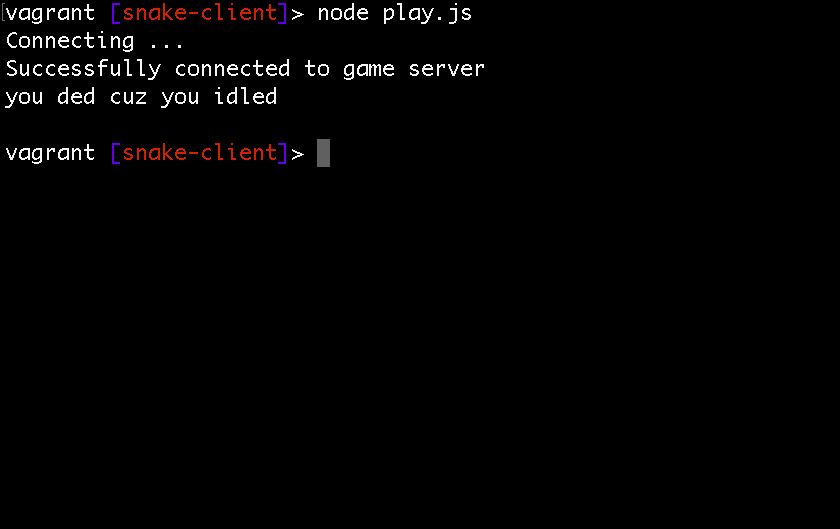 vagrant [snake-client]> node play.js
Connecting ...
Successfully connected to game server
you ded cuz you idled
vagrant [snake-client]>